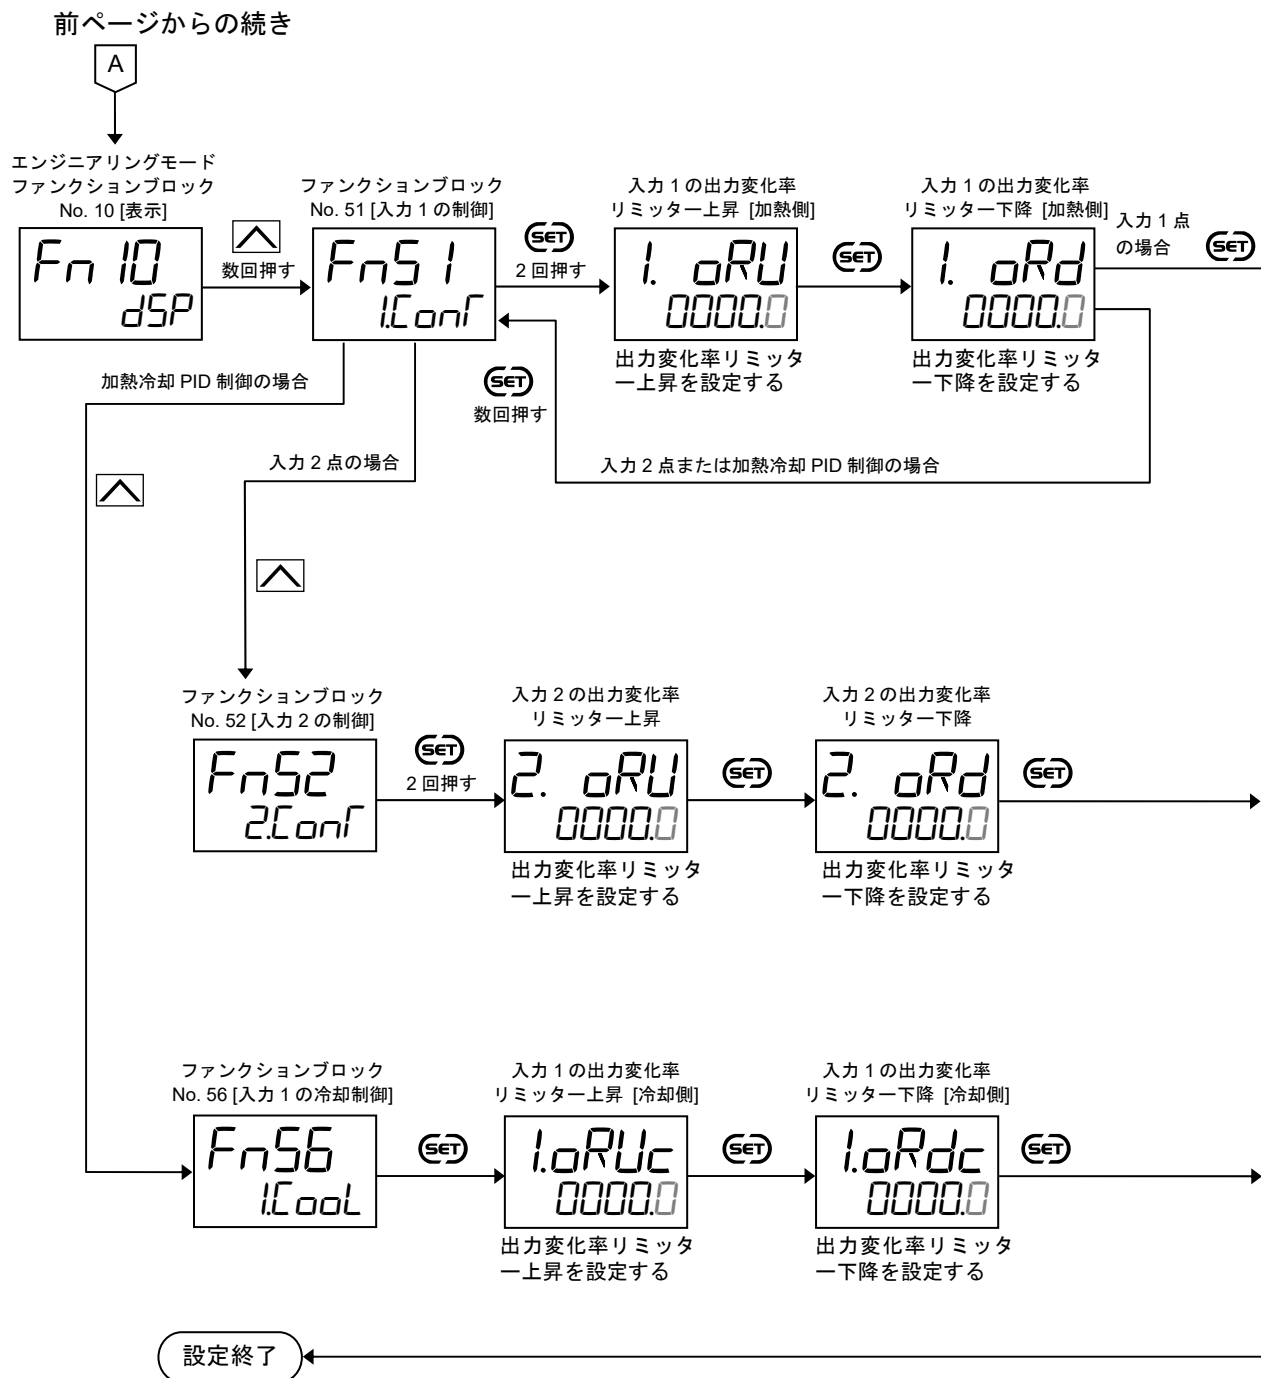 前ページからの続き
A
エンジニアリングモード
ファンクションブロック
No. 10 [表示]
Fn 10
dSP
数回押す
ファンクションブロック
No. 51 [入力1の制御]
Fn51
1.ConT
SET
2回押す
入力1の出力変化率
リミッター上昇 [加熱側]
1. oRU
0000.0
出力変化率リミッタ
ー上昇を設定する
SET
入力1の出力変化率
リミッター下降 [加熱側]
1. oRd
0000.0
出力変化率リミッタ
ー下降を設定する
入力1点
の場合
SET
加熱冷却 PID 制御の場合
SET
数回押す
入力2点の場合
入力2点または加熱冷却 PID 制御の場合
ファンクションブロック
No. 52 [入力2の制御]
Fn52
2.ConT
SET
2回押す
入力2の出力変化率
リミッター上昇
2. oRU
0000.0
出力変化率リミッタ
ー上昇を設定する
SET
入力2の出力変化率
リミッター下降
2. oRd
0000.0
出力変化率リミッタ
ー下降を設定する
SET
ファンクションブロック
No. 56 [入力1の冷却制御]
Fn56
1.CooL
SET
入力1の出力変化率
リミッター上昇 [冷却側]
1.oRUc
0000.0
出力変化率リミッタ
ー上昇を設定する
SET
入力1の出力変化率
リミッター下降 [冷却側]
1.oRdc
0000.0
出力変化率リミッタ
ー下降を設定する
SET
設定終了